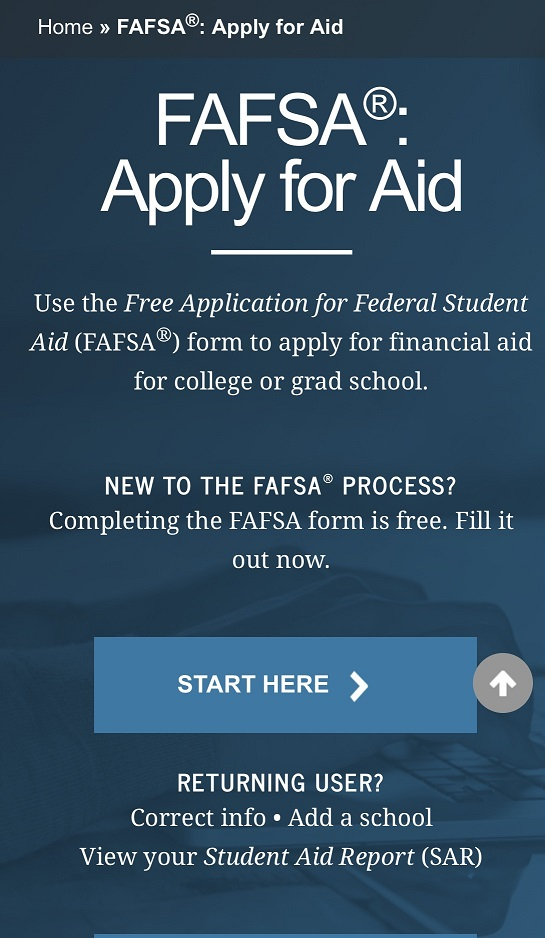 Home » FAFSA®: Apply for Aid
FAFSA®:
Apply for Aid
Use the Free Application for Federal Student
Aid (FAFSA®) form to apply for financial aid
for college or grad school.
NEW TO THE FAFSA® PROCESS?
Completing the FAFSA form is free. Fill it
out now.
START HERE
RETURNING USER?
Correct info • Add a school
View your Student Aid Report (SAR)